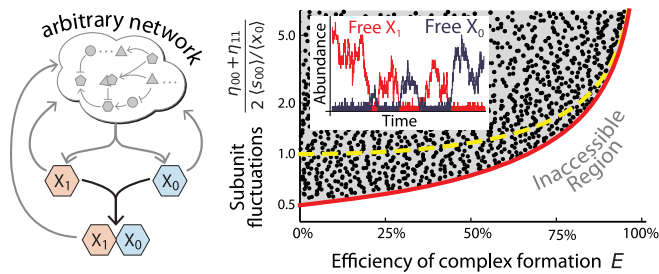 arbitrary network
X₁
X₀
X₁ X₀
Subunit fluctuations
η₀₀ + η₁₁
2 ⟨s₀₀⟩/⟨x₀⟩
5.0
2.0
1.0
0.5
Free X₁
Free X₀
Abundance
Time
Inaccessible
Region
0%
25%
50%
75%
100%
Efficiency of complex formation E